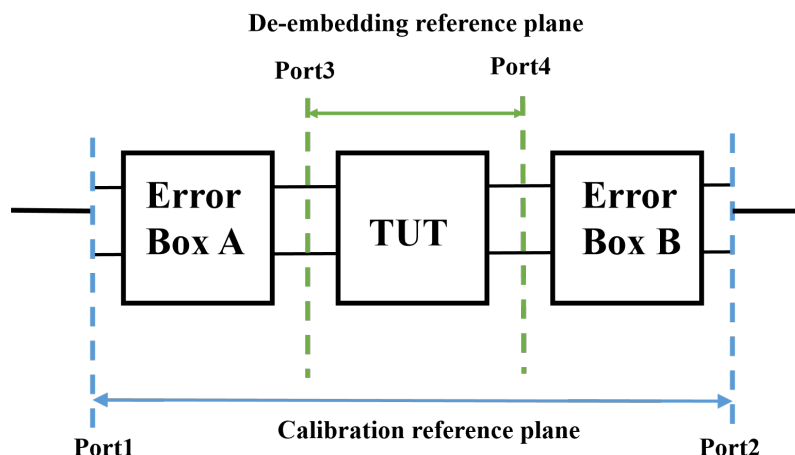 De-embedding reference plane
Port3
Port4
Error
Box A
TUT
Error
Box B
Port1
Calibration reference plane
Port2